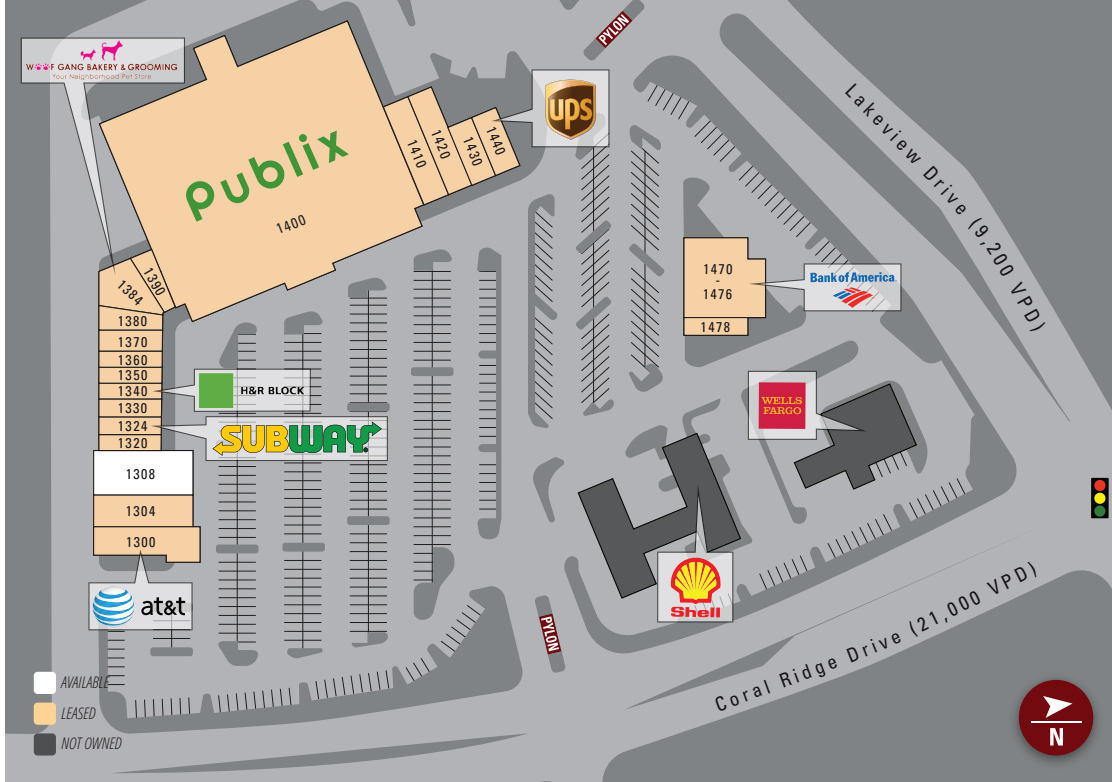 PYLON
WOOF GANG BAKERY & GROOMING
Your Neighborhood Pet Store
ups
Lakeview Drive (9,200 VPD)
1410
1420
1430
1440
Publix
1400
1390
1384
1380
1370
1360
1350
1340
1330
1324
1320
1308
1304
1300
H&R BLOCK
SUBWAY
at&t
1470
-
1476
1478
Bank of America
WELLS
FARGO
Shell
PYLON
Coral Ridge Drive (21,000 VPD)
AVAILABLE
LEASED
NOT OWNED
N